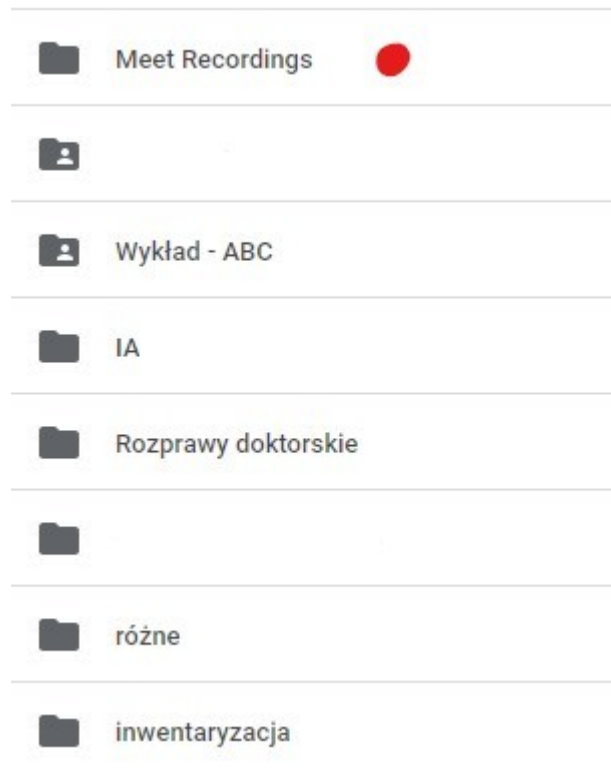 Meet Recordings
Wykład - ABC
IA
Rozprawy doktorskie
różne
inwentaryzacja